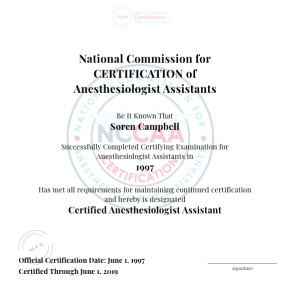 Certification
National Commission for
CERTIFICATION of
Anesthesiologist Assistants
Be It Known That
Soren Campbell
NCCAA
Successfully Completed Certifying Examination for
Anesthesiologist Assistants in
1997
Has met all requirements for maintaining continued certification
and hereby is designated
Certified Anesthesiologist Assistant
Official Certification Date: June 1, 1997
Certified Through June 1, 2019
signature